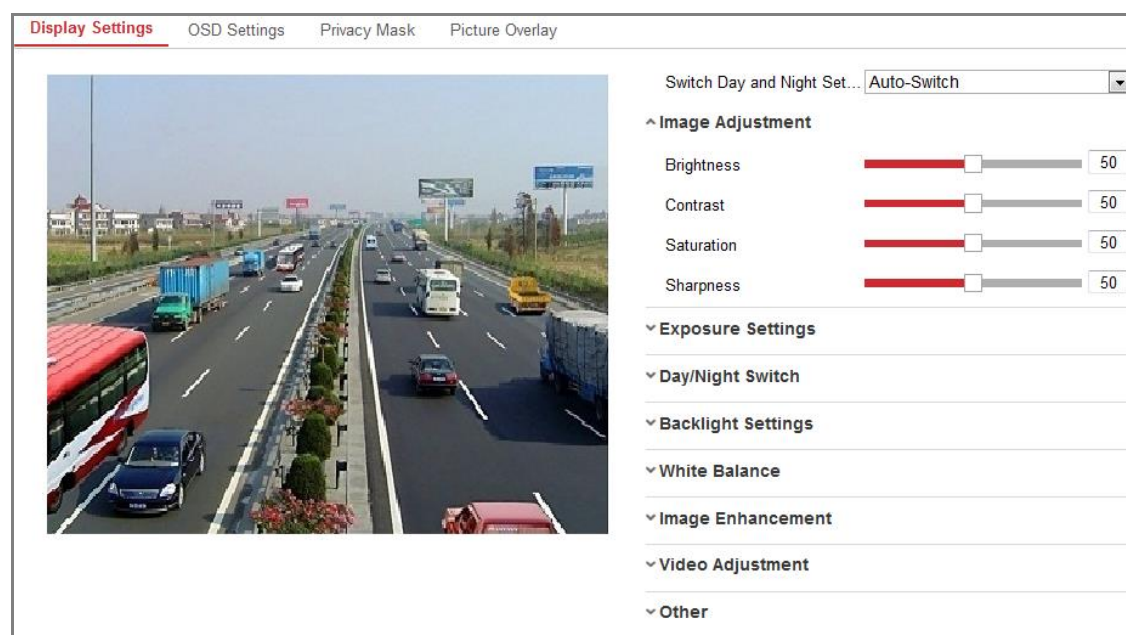 Display Settings OSD Settings Privacy Mask Picture Overlay
Switch Day and Night Set... Auto-Switch
Image Adjustment
Brightness 50
Contrast 50
Saturation 50
Sharpness 50
Exposure Settings
Day/Night Switch
Backlight Settings
White Balance
Image Enhancement
Video Adjustment
Other